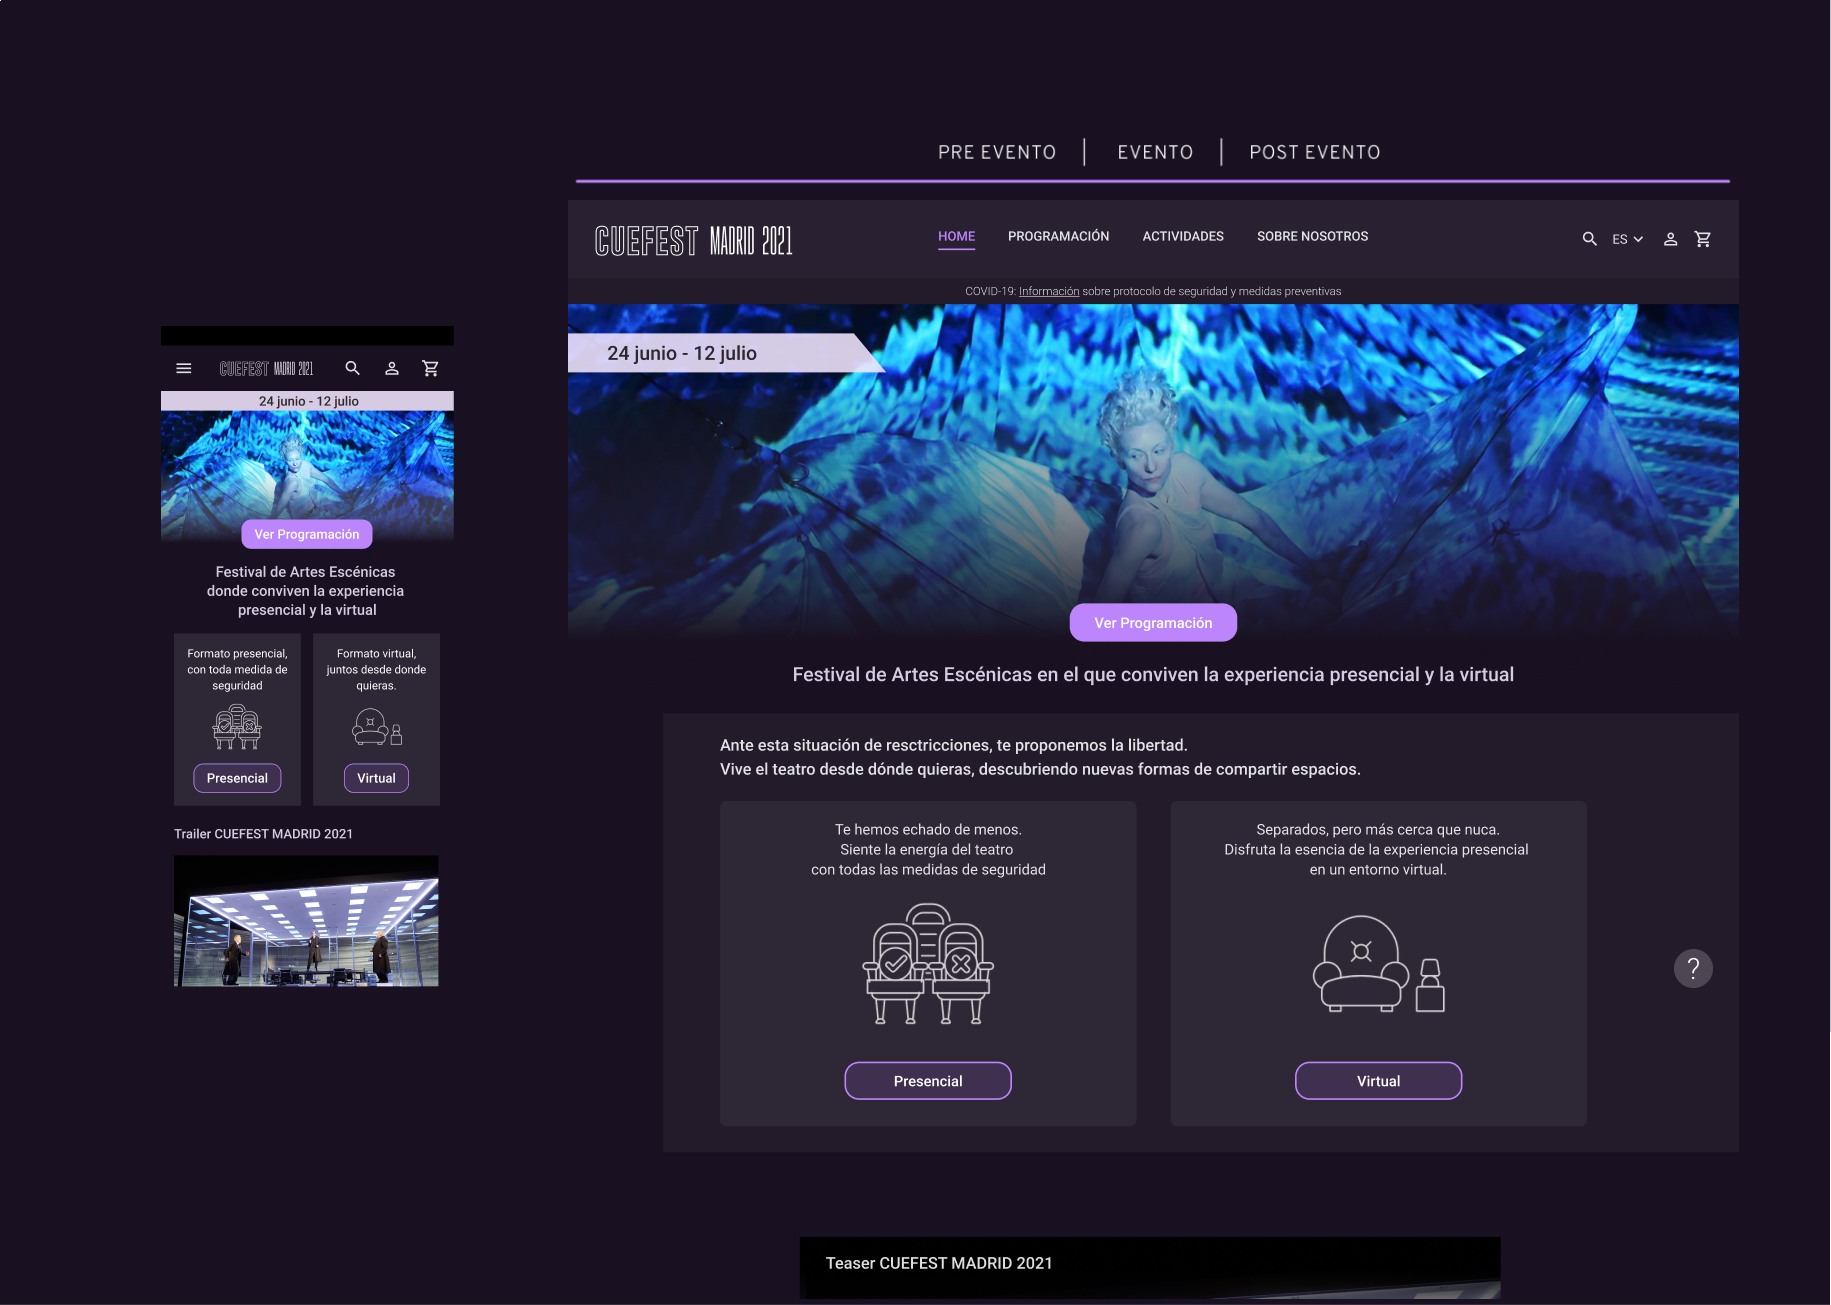 PRE EVENTO | EVENTO | POST EVENTO
CUEFEST MADRID 2021
HOME PROGRAMACIÓN ACTIVIDADES SOBRE NOSOTROS
ES
COVID-19: Información sobre protocolo de seguridad y medidas preventivas
24 junio - 12 julio
Ver Programación
Festival de Artes Escénicas en el que conviven la experiencia presencial y la virtual
Ante esta situación de resctricciones, te proponemos la libertad.
Vive el teatro desde dónde quieras, descubriendo nuevas formas de compartir espacios.
Te hemos echado de menos.
Siente la energía del teatro
con todas las medidas de seguridad
Presencial
Separados, pero más cerca que nuca.
Disfruta la esencia de la experiencia presencial
en un entorno virtual.
Virtual
?
Teaser CUEFEST MADRID 2021
CUEFEST MADRID 2021
24 junio - 12 julio
Ver Programación
Festival de Artes Escénicas
donde conviven la experiencia
presencial y la virtual
Formato presencial,
con toda medida de
seguridad
Presencial
Formato virtual,
juntos desde donde
quieras.
Virtual
Trailer CUEFEST MADRID 2021